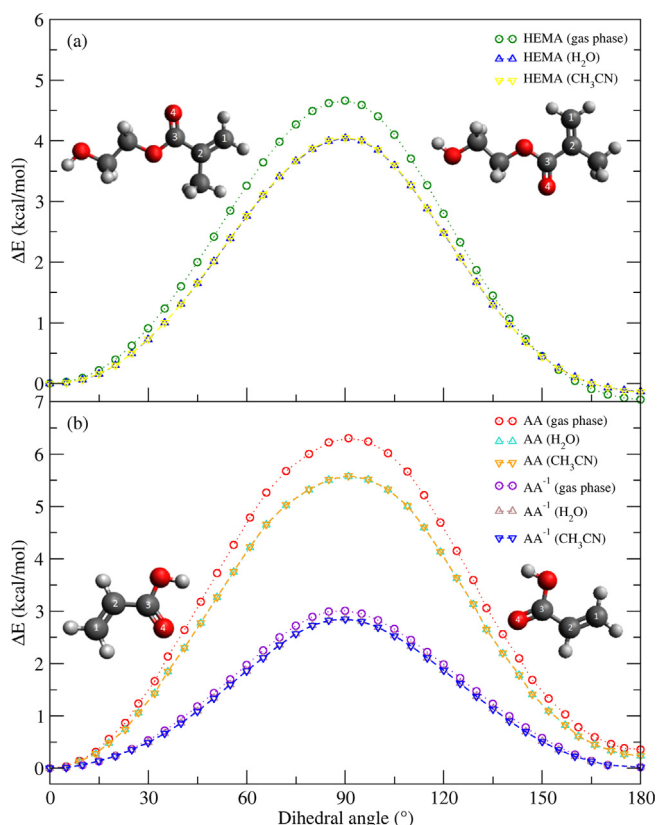 6
(a)
HEMA (gas phase)
HEMA (H₂O)
HEMA (CH₃CN)
5
4
3
2
1
0
ΔE (kcal/mol)
4
3
2
1
1
2
3
4
7
(b)
AA (gas phase)
AA (H₂O)
AA (CH₃CN)
AA⁻¹ (gas phase)
AA⁻¹ (H₂O)
AA⁻¹ (CH₃CN)
6
5
4
3
2
1
0
ΔE (kcal/mol)
2
3
1
4
3
1
4
2
0 30 60 90 120 150 180
Dihedral angle (°)